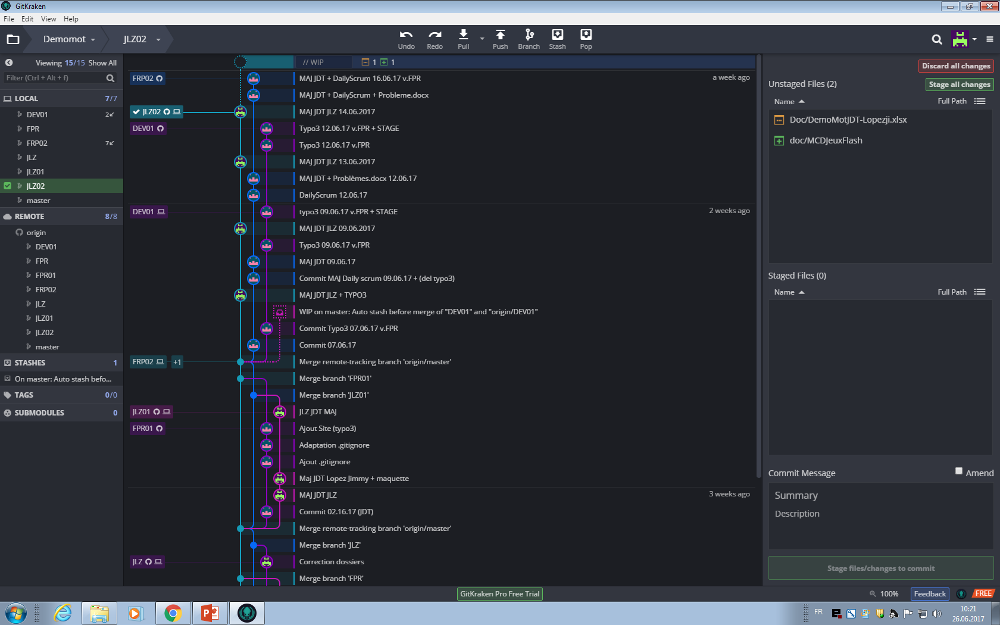 GitKraken
File Edit View Help
Demomot
JLZ02
Undo Redo Pull Push Branch Stash Pop
Viewing 15/15 Show All
Filter (Ctrl + Alt + f)
LOCAL 7/7
DEV01 2
FPR
FRP02 7
JLZ
JLZ01
JLZ02
master
REMOTE 8/8
origin
DEV01
FPR
FPR01
FRP02
JLZ
JLZ01
JLZ02
master
STASHES 1
On master: Auto stash befo...
TAGS 0/0
SUBMODULES 0
// WIP 1 1
FRP02 MAJ JDT + DailyScrum 16.06.17 v.FPR a week ago
MAJ JDT + DailyScrum + Probleme.docx
JLZ02 MAJ JDT JLZ 14.06.2017
DEV01 Typo3 12.06.17 v.FPR + STAGE
Typo3 12.06.17 v.FPR
MAJ JDT JLZ 13.06.2017
MAJ JDT + Problèmes.docx 12.06.17
DailyScrum 12.06.17
DEV01 typo3 09.06.17 v.FPR + STAGE 2 weeks ago
MAJ JDT JLZ 09.06.2017
Typo3 09.06.17 v.FPR
MAJ JDT 09.06.17
Commit MAJ Daily scrum 09.06.17 + (del typo3)
MAJ JDT JLZ + TYPO3
WIP on master: Auto stash before merge of "DEV01" and "origin/DEV01"
Commit Typo3 07.06.17 v.FPR
Commit 07.06.17
FRP02 +1 Merge remote-tracking branch 'origin/master'
Merge branch 'FPR01'
Merge branch 'JLZ01'
JLZ01 JLZ JDT MAJ
FPR01 Ajout Site (typo3)
Adaptation .gitignore
Ajout .gitignore
Maj JDT Lopez Jimmy + maquette
MAJ JDT JLZ 3 weeks ago
Commit 02.16.17 (JDT)
Merge remote-tracking branch 'origin/master'
Merge branch 'JLZ'
JLZ Correction dossiers
Merge branch 'FPR'
Discard all changes
Unstaged Files (2) Stage all changes
Name Full Path
Doc/DemoMotJDT-Lopezji.xlsx
doc/MCDJeuxFlash
Staged Files (0)
Name Full Path
Commit Message Amend
Summary
Description
Stage files/changes to commit
GitKraken Pro Free Trial
100% Feedback FREE
FR
10:21
26.06.2017